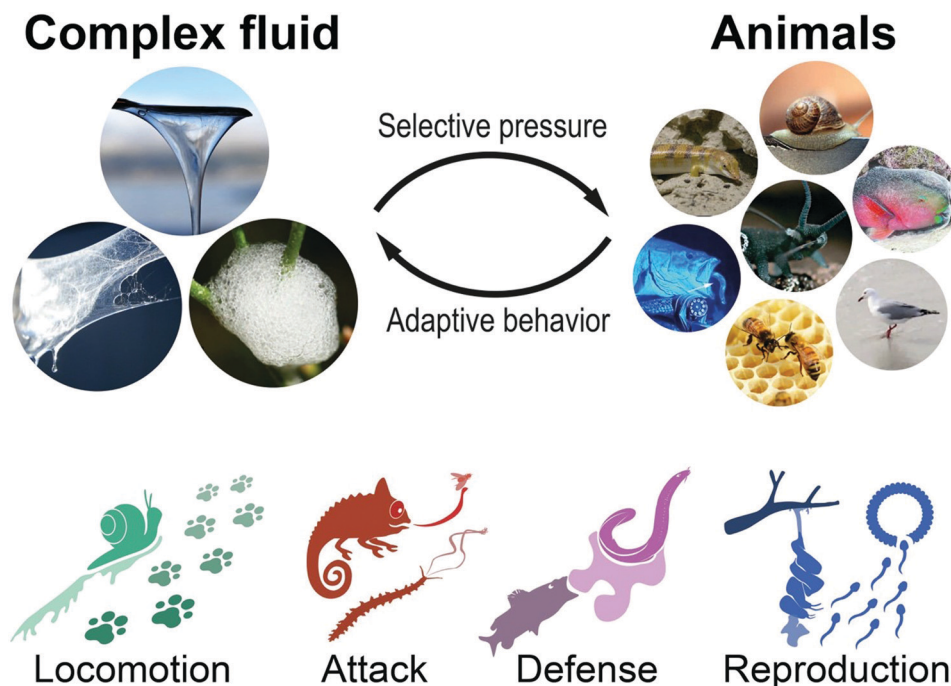 Complex fluid
Animals
Selective pressure
Adaptive behavior
Locomotion
Attack
Defense
Reproduction